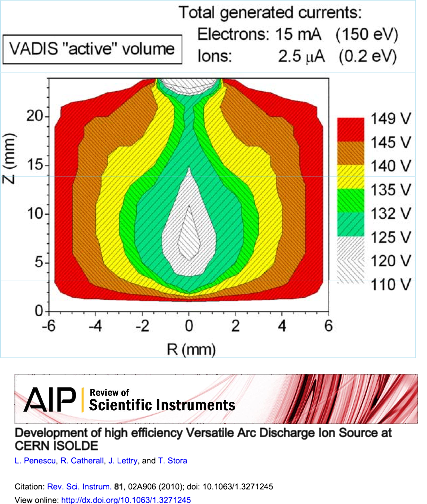 Total generated currents:
VADIS "active" volume
Electrons: 15 mA (150 eV)
Ions: 2.5 µA (0.2 eV)
Z (mm)
20
15
10
5
0
-6 -4 -2 0 2 4 6
R (mm)
149 V
145 V
140 V
135 V
132 V
125 V
120 V
110 V
AIP Review of
Scientific Instruments
Development of high efficiency Versatile Arc Discharge Ion Source at
CERN ISOLDE
L. Penescu, R. Catherall, J. Lettry, and T. Stora
Citation: Rev. Sci. Instrum. 81, 02A906 (2010); doi: 10.1063/1.3271245
View online: http://dx.doi.org/10.1063/1.3271245